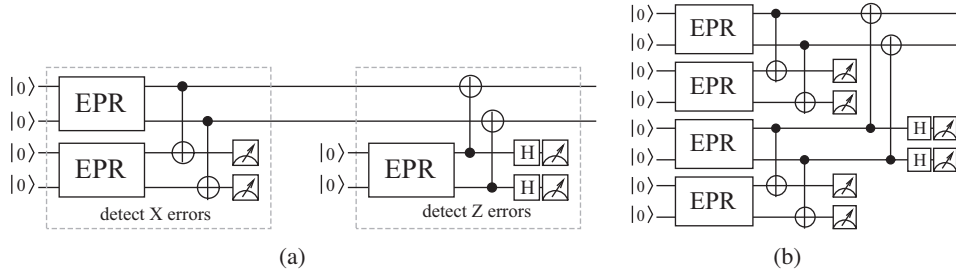 |0⟩
|0⟩
EPR
|0⟩
|0⟩
EPR
detect X errors
|0⟩
|0⟩
EPR
H
H
detect Z errors
(a)
|0⟩
|0⟩
EPR
|0⟩
|0⟩
EPR
|0⟩
|0⟩
EPR
H
H
|0⟩
|0⟩
EPR
(b)